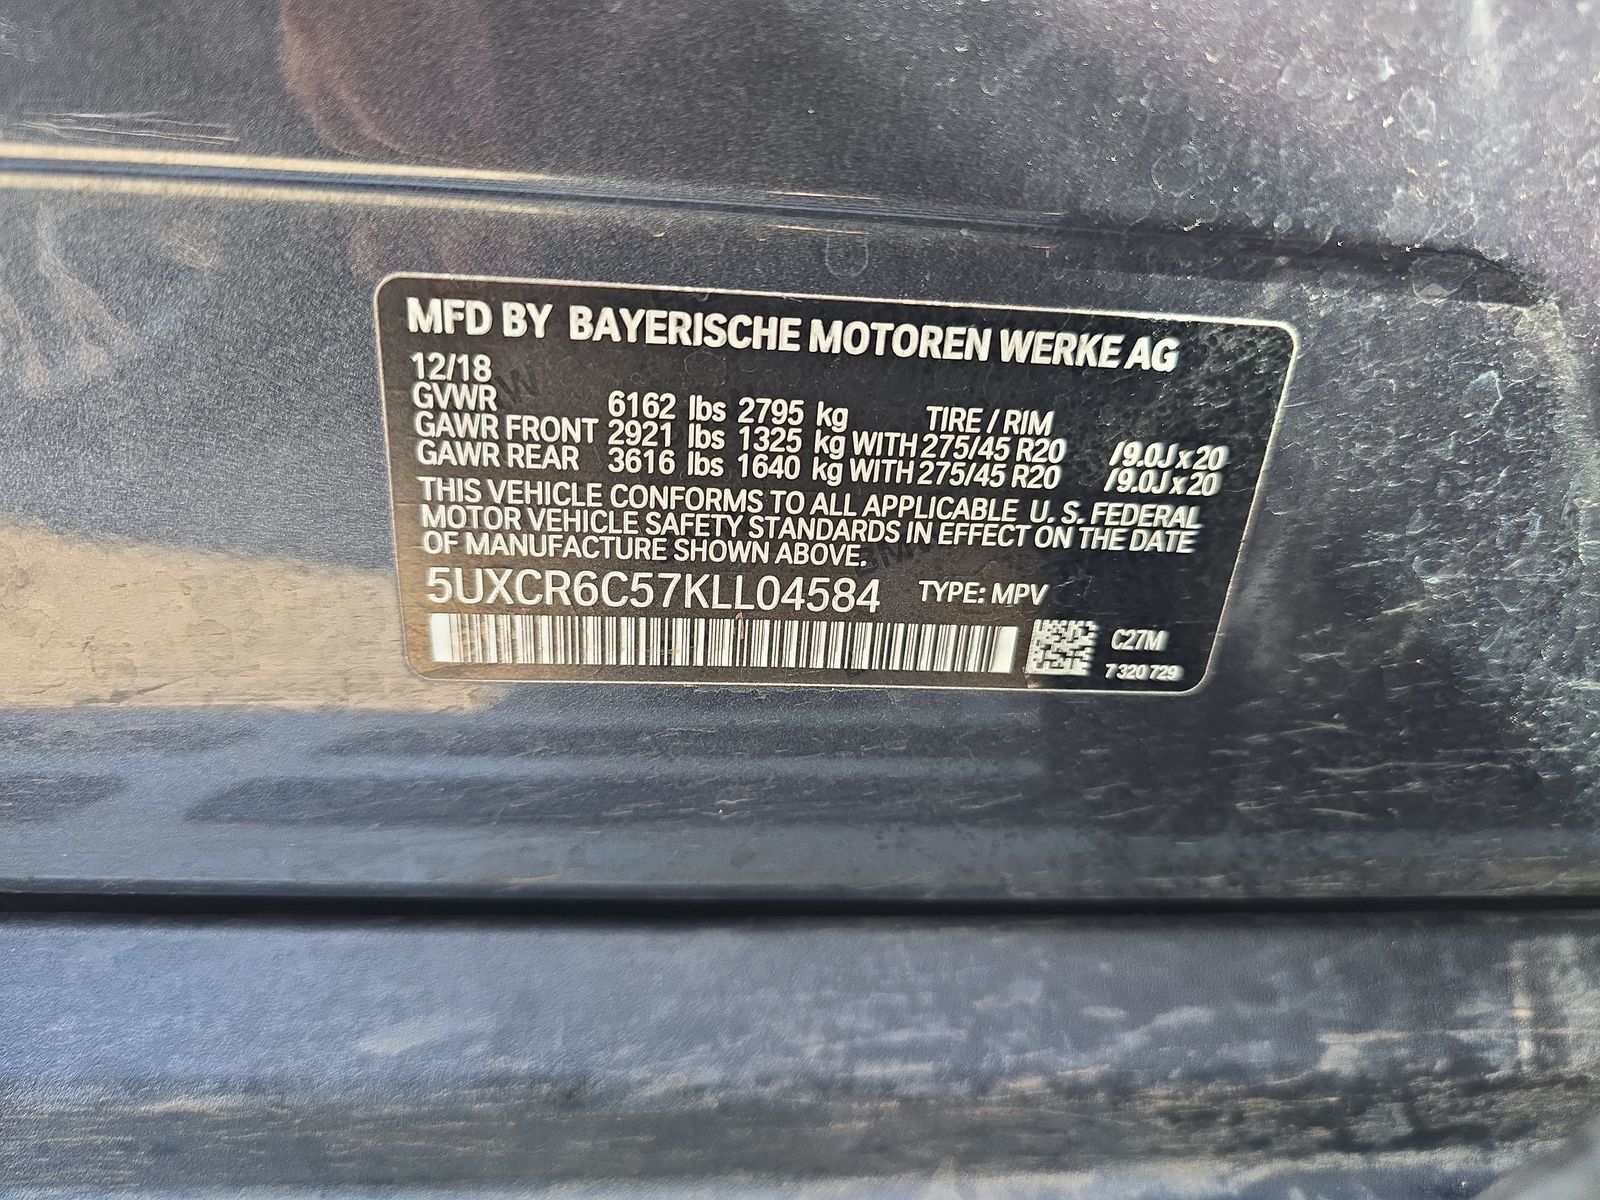 MFD BY BAYERISCHE MOTOREN WERKE AG
12/18
GVWR 6162 lbs 2795 kg TIRE / RIM
GAWR FRONT 2921 lbs 1325 kg WITH 275/45 R20 /9.0J x 20
GAWR REAR 3616 lbs 1640 kg WITH 275/45 R20 /9.0J x 20
THIS VEHICLE CONFORMS TO ALL APPLICABLE U. S. FEDERAL
MOTOR VEHICLE SAFETY STANDARDS IN EFFECT ON THE DATE
OF MANUFACTURE SHOWN ABOVE.
5UXCR6C57KLL04584 TYPE: MPV
C27M
7 320 729